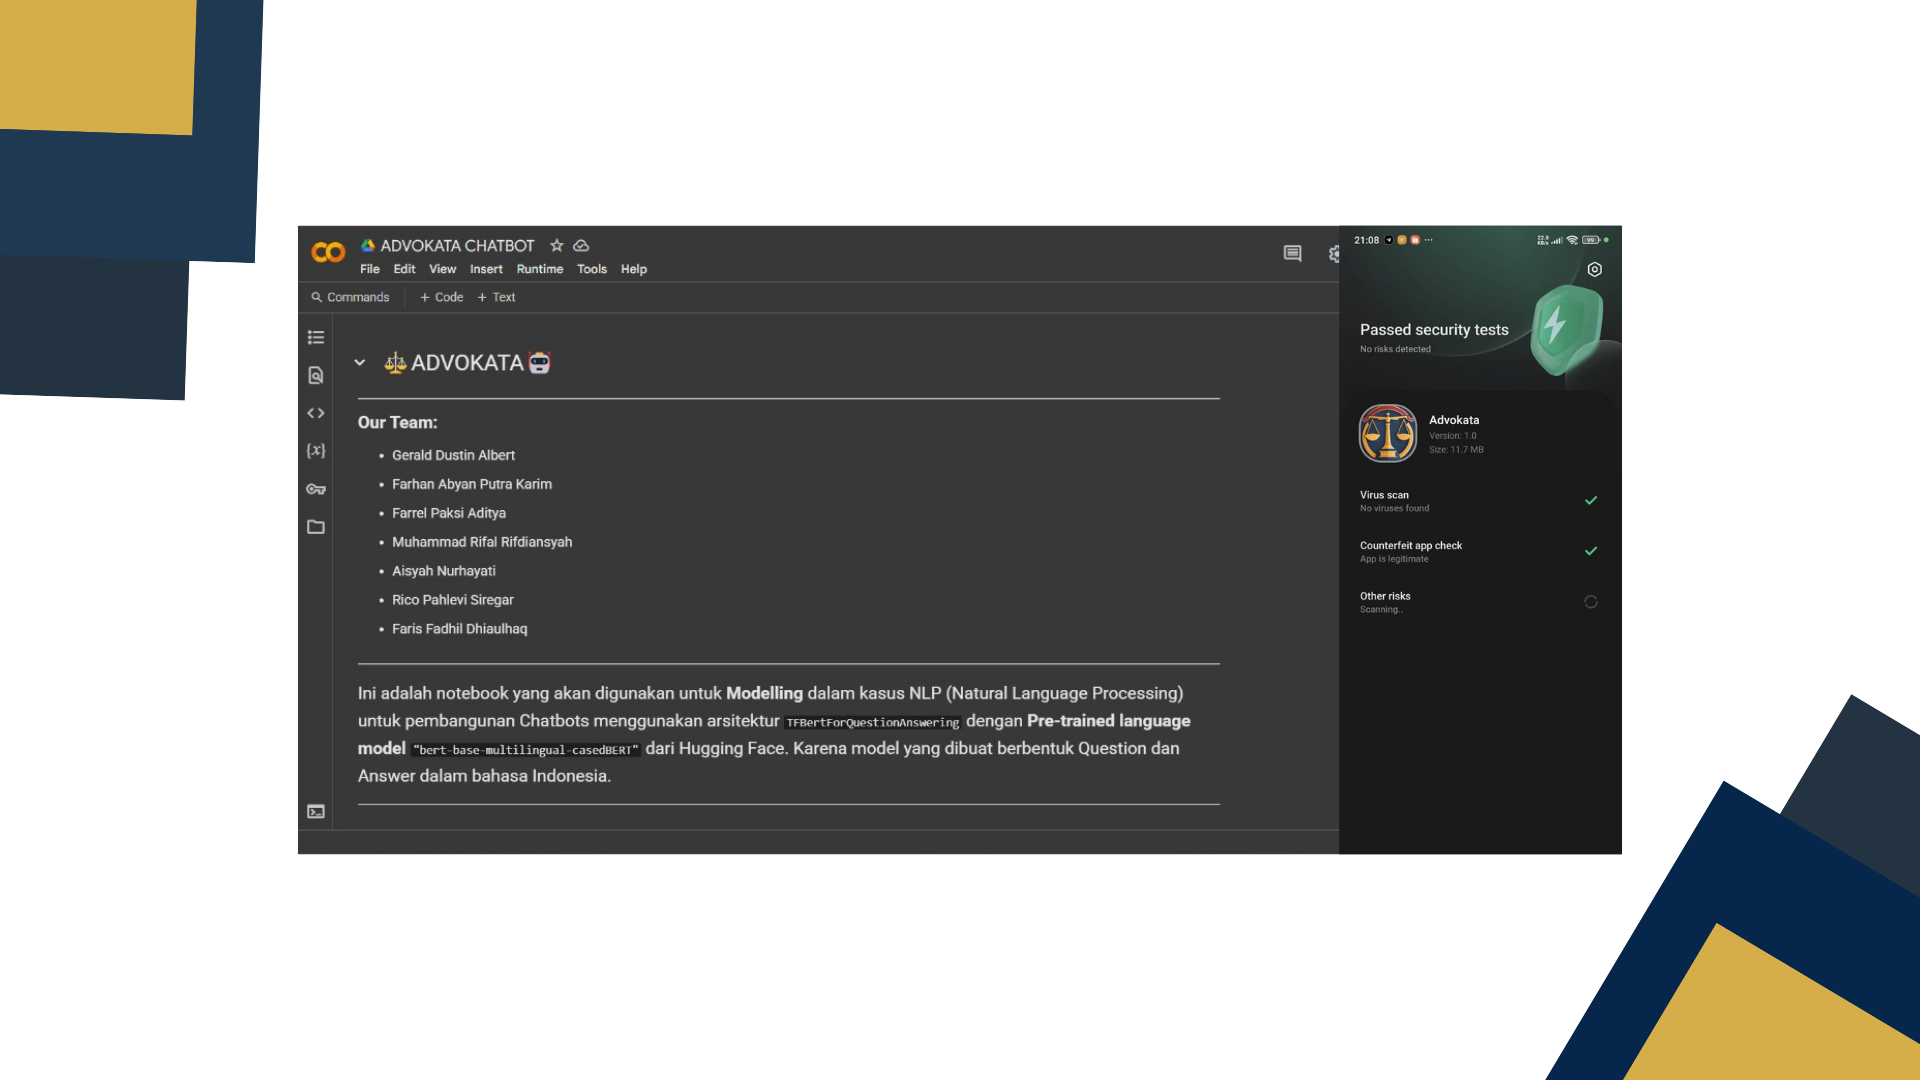 ADVOKATA CHATBOT
File Edit View Insert Runtime Tools Help
Commands + Code + Text
ADVOKATA
Our Team:
• Gerald Dustin Albert
• Farhan Abyan Putra Karim
• Farrel Paksi Aditya
• Muhammad Rifal Rifdiansyah
• Aisyah Nurhayati
• Rico Pahlevi Siregar
• Faris Fadhil Dhiaulhaq
Ini adalah notebook yang akan digunakan untuk Modelling dalam kasus NLP (Natural Language Processing)
untuk pembangunan Chatbots menggunakan arsitektur TFBertForQuestionAnswering dengan Pre-trained language
model "bert-base-multilingual-casedBERT" dari Hugging Face. Karena model yang dibuat berbentuk Question dan
Answer dalam bahasa Indonesia.
21:08
Passed security tests
No risks detected
Advokata
Version: 1.0
Size: 11.7 MB
Virus scan
No viruses found
Counterfeit app check
App is legitimate
Other risks
Scanning..